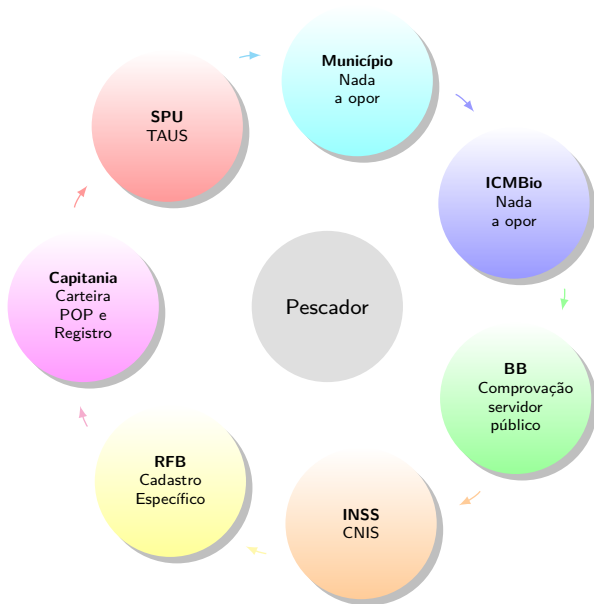 Município
Nada
a opor
SPU
TAUS
ICMBio
Nada
a opor
Capitania
Carteira
POP e
Registro
Pescador
BB
Comprovação
servidor
público
RFB
Cadastro
Específico
INSS
CNIS